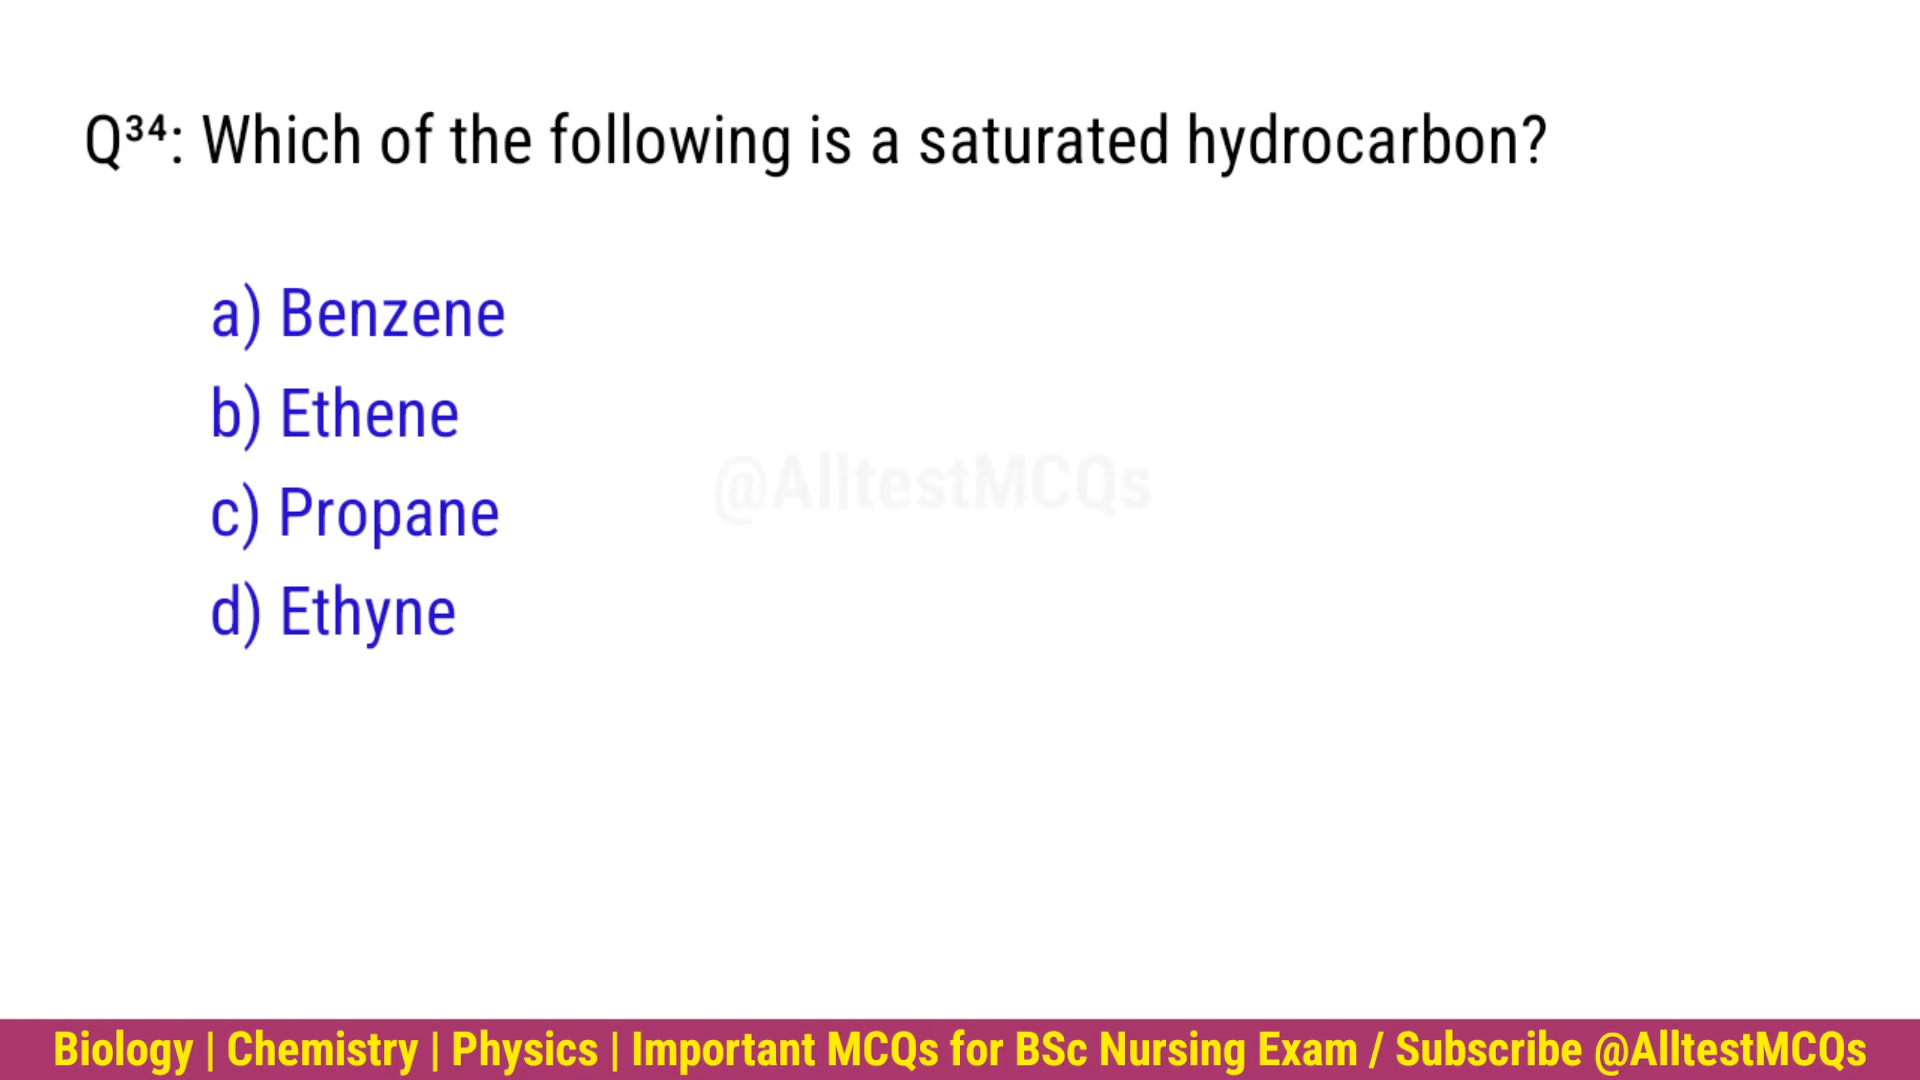 Q³⁴: Which of the following is a saturated hydrocarbon?
a) Benzene
b) Ethene
@AlltestMCQs
c) Propane
d) Ethyne
Biology | Chemistry | Physics | Important MCQs for BSc Nursing Exam / Subscribe @AlltestMCQs